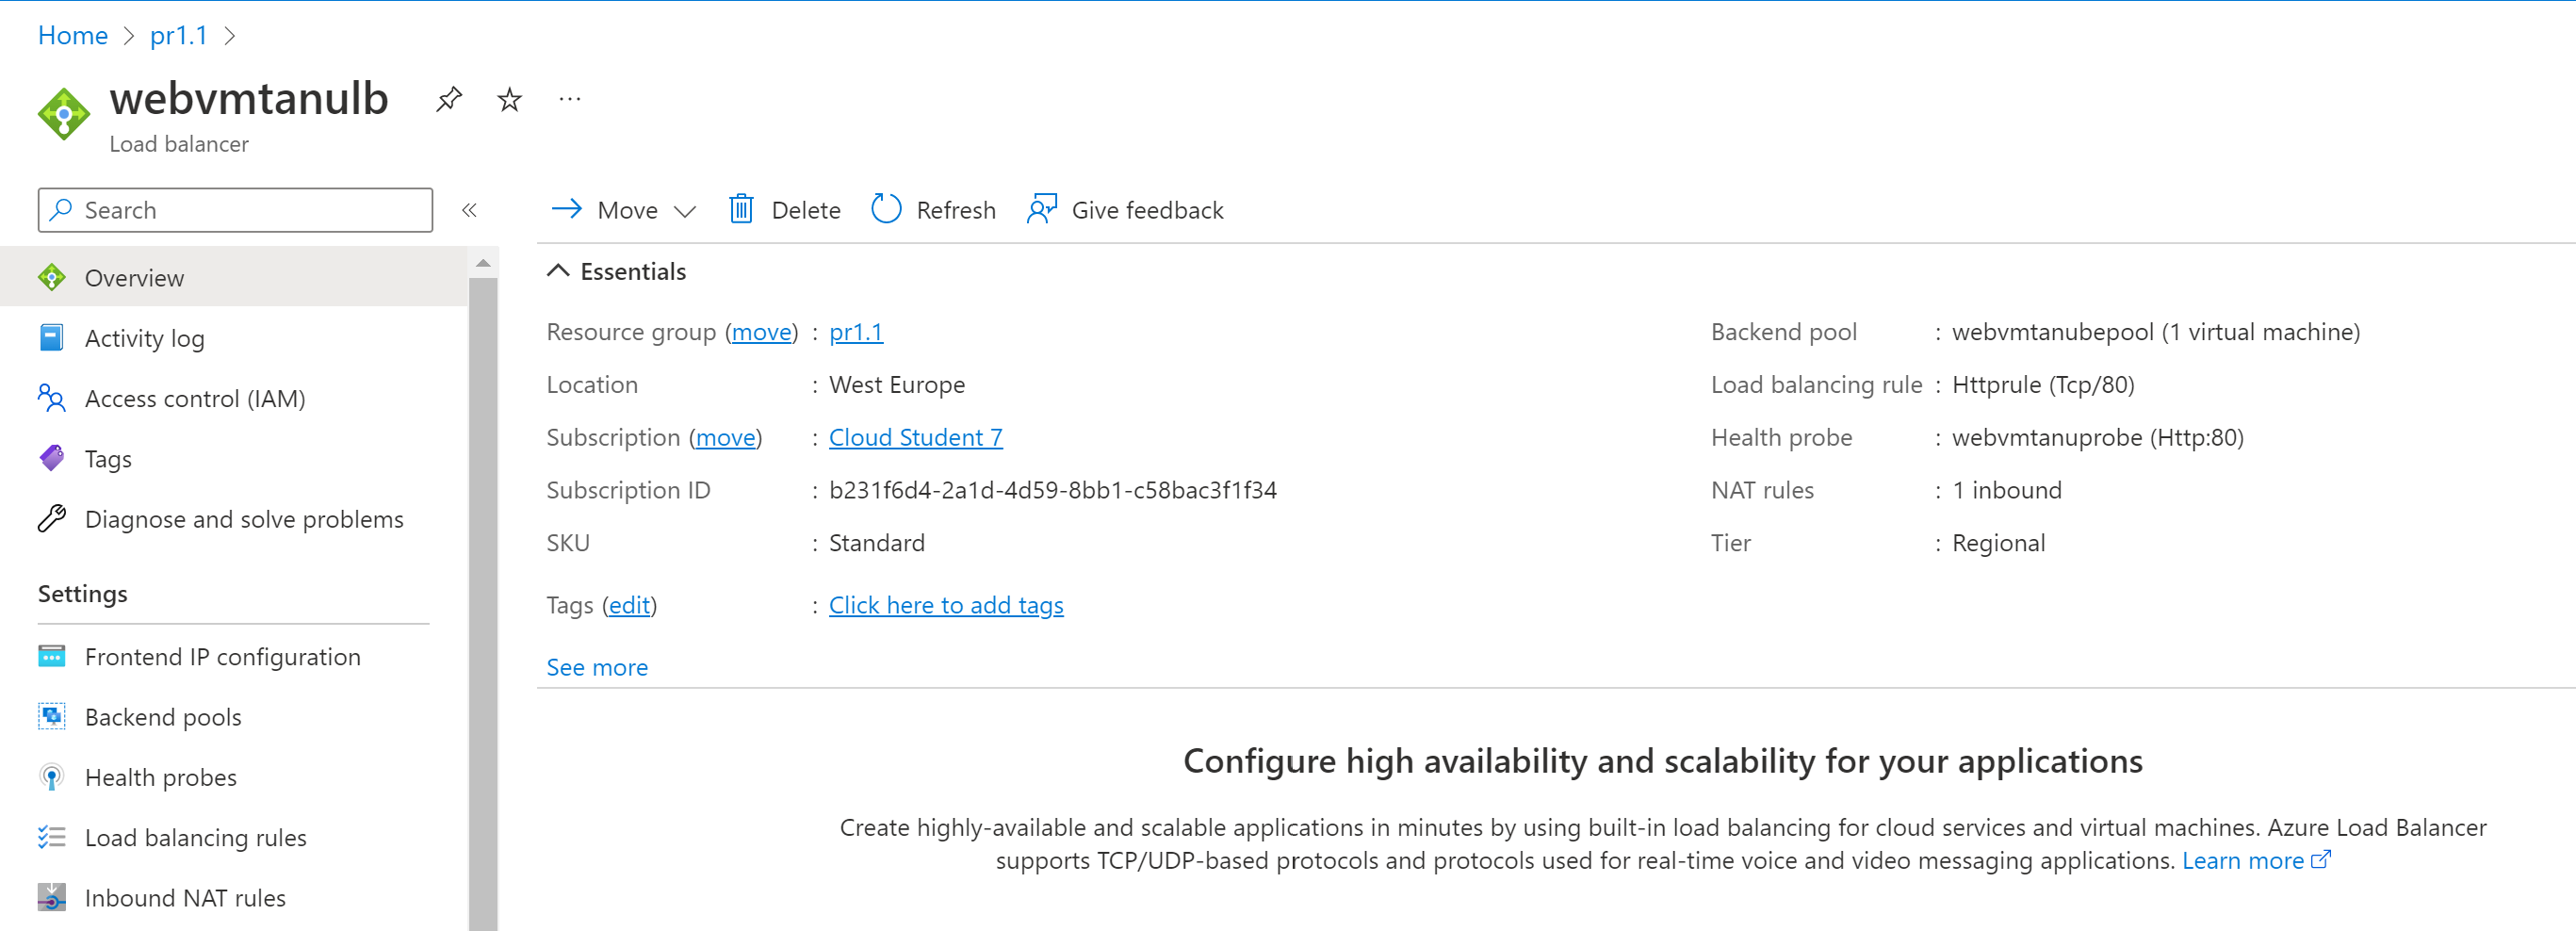 Home > pr1.1 >
webvmtanulb ...
Load balancer
Search «
Overview
Activity log
Access control (IAM)
Tags
Diagnose and solve problems
Settings
Frontend IP configuration
Backend pools
Health probes
Load balancing rules
Inbound NAT rules
Move Delete Refresh Give feedback
Essentials
Resource group (move) : pr1.1
Location : West Europe
Subscription (move) : Cloud Student 7
Subscription ID : b231f6d4-2a1d-4d59-8bb1-c58bac3f1f34
SKU : Standard
Tags (edit) : Click here to add tags
See more
Backend pool : webvmtanubepool (1 virtual machine)
Load balancing rule : Httprule (Tcp/80)
Health probe : webvmtanuprobe (Http:80)
NAT rules : 1 inbound
Tier : Regional
Configure high availability and scalability for your applications
Create highly-available and scalable applications in minutes by using built-in load balancing for cloud services and virtual machines. Azure Load Balancer
supports TCP/UDP-based protocols and protocols used for real-time voice and video messaging applications. Learn more